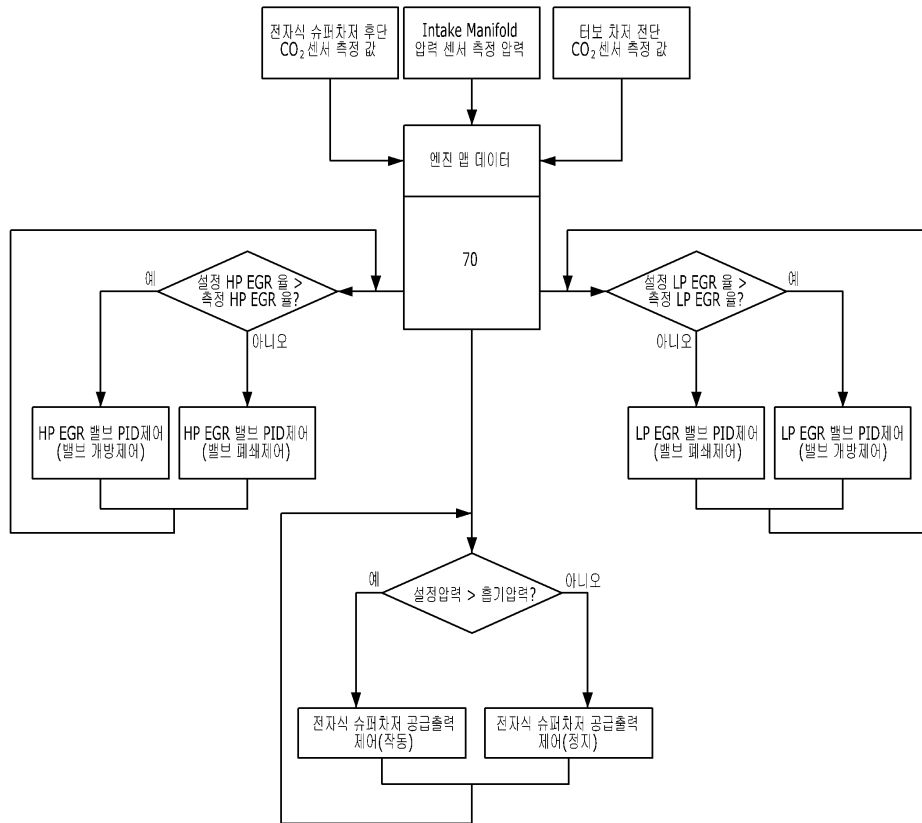 전자식 슈퍼차저 후단
CO₂ 센서 측정 값
Intake Manifold
압력 센서 측정 압력
터보 차저 전단
CO₂ 센서 측정 값
엔진 맵 데이터
70
예
설정 HP EGR 율 >
측정 HP EGR 율?
아니오
설정 LP EGR 율 >
측정 LP EGR 율?
예
아니오
HP EGR 밸브 PID제어
(밸브 개방제어)
HP EGR 밸브 PID제어
(밸브 폐쇄제어)
LP EGR 밸브 PID제어
(밸브 폐쇄제어)
LP EGR 밸브 PID제어
(밸브 개방제어)
예
설정압력 > 흡기압력?
아니오
전자식 슈퍼차저 공급출력
제어(작동)
전자식 슈퍼차저 공급출력
제어(정지)